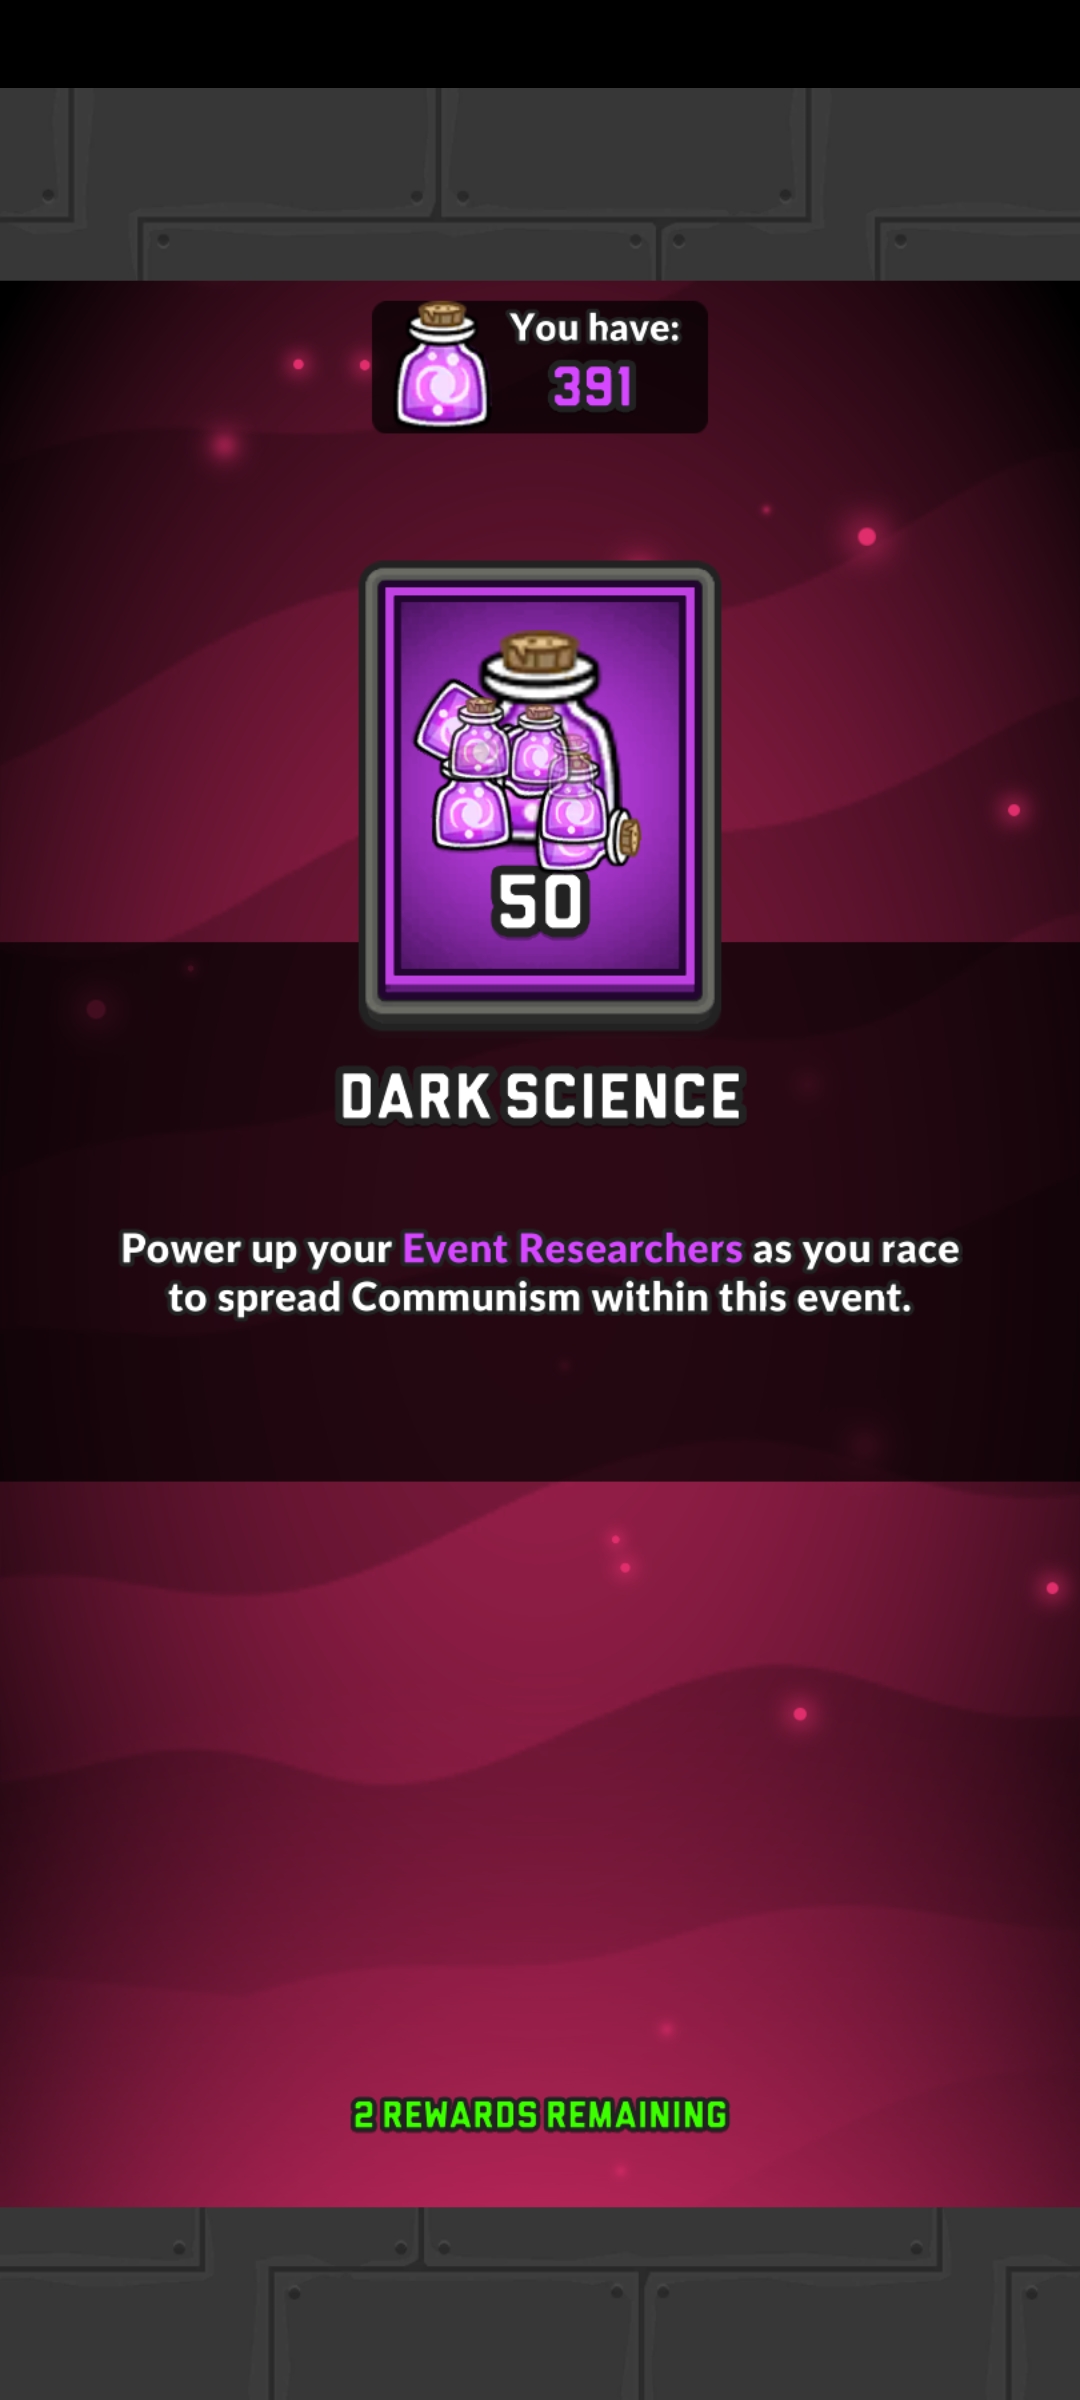 You have:
391
50
DARK SCIENCE
Power up your Event Researchers as you race
to spread Communism within this event.
2 REWARDS REMAINING